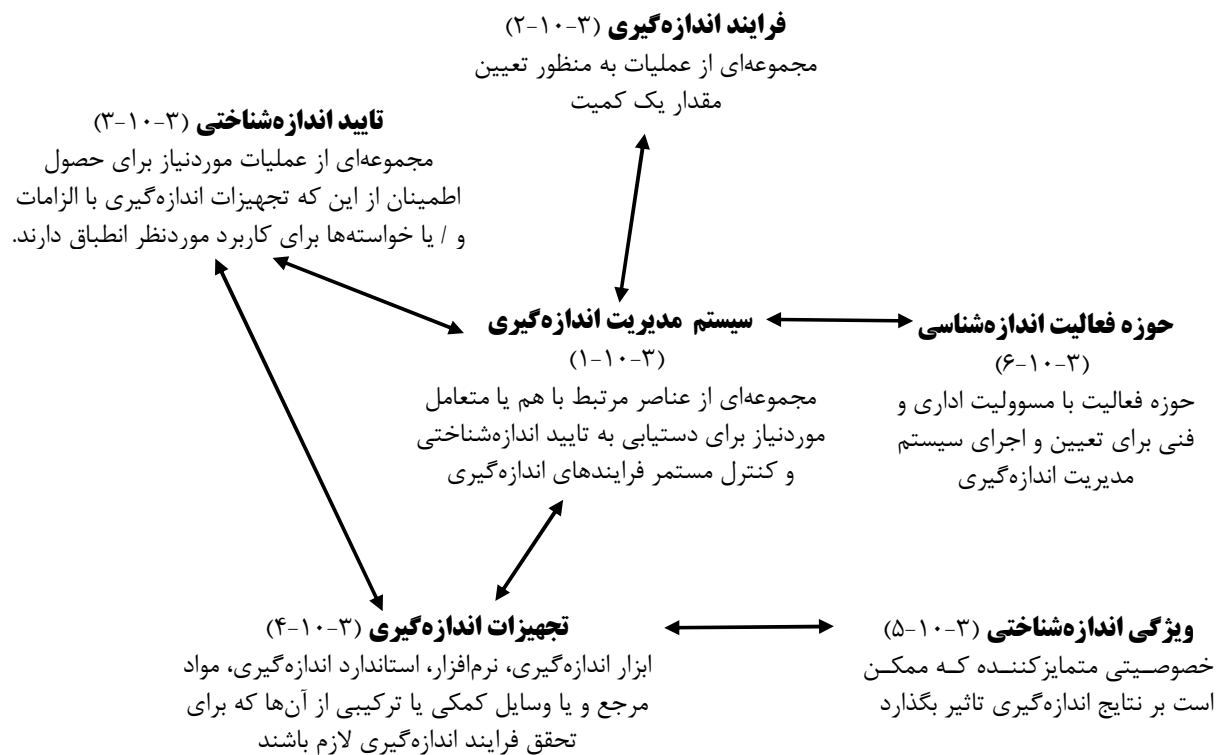 فرایند اندازه‌گیری (۳-۱۰-۲)
مجموعه‌ای از عملیات به منظور تعیین
مقدار یک کمیت
تایید اندازه‌شناختی (۳-۱۰-۳)
مجموعه‌ای از عملیات موردنیاز برای حصول
اطمینان از این که تجهیزات اندازه‌گیری با الزامات
و / یا خواسته‌ها برای کاربرد موردنظر انطباق دارند.
حوزه فعالیت اندازه‌شناسی
(۳-۱۰-۶)
حوزه فعالیت با مسوولیت اداری و
فنی برای تعیین و اجرای سیستم
مدیریت اندازه‌گیری
سیستم مدیریت اندازه‌گیری
(۳-۱۰-۱)
مجموعه‌ای از عناصر مرتبط با هم یا متعامل
موردنیاز برای دستیابی به تایید اندازه‌شناختی
و کنترل مستمر فرایندهای اندازه‌گیری
ویژگی اندازه‌شناختی (۳-۱۰-۵)
خصوصیتی متمایزکننده که ممکن
است بر نتایج اندازه‌گیری تاثیر بگذارد
تجهیزات اندازه‌گیری (۳-۱۰-۴)
ابزار اندازه‌گیری، نرم‌افزار، استاندارد اندازه‌گیری، مواد
مرجع و یا وسایل کمکی یا ترکیبی از آن‌ها که برای
تحقق فرایند اندازه‌گیری لازم باشند